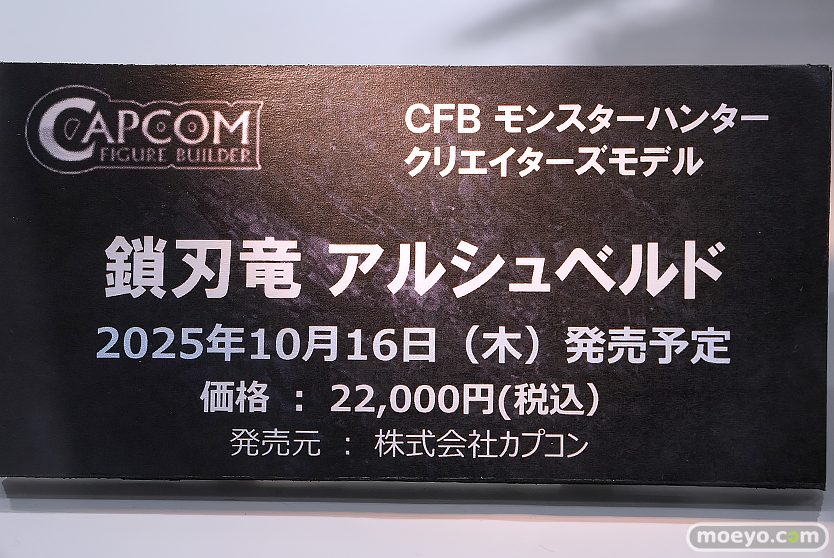 CAPCOM
FIGURE BUILDER
CFB モンスターハンター
クリエイターズモデル
鎖刃竜 アルシュベルド
2025年10月16日（木）発売予定
価格 : 22,000円(税込)
発売元 : 株式会社カプコン
moeyo.com